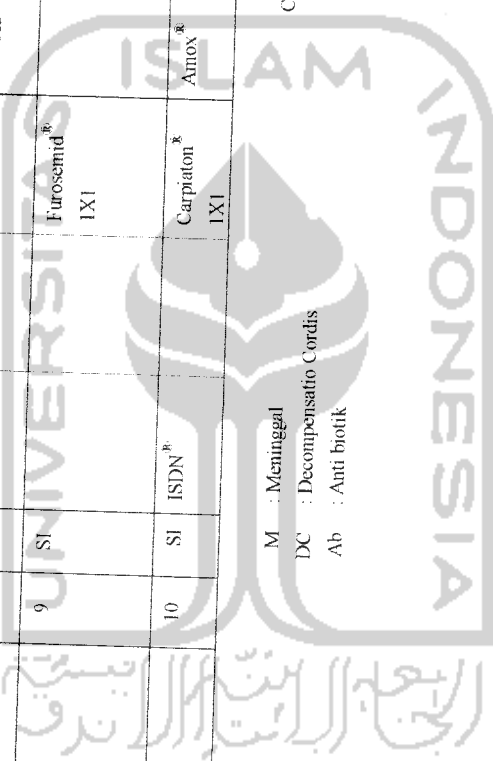 9 SI Furosemid®
1X1
10 SI ISDN® Carpiaton® Amox®
1X1
M : Meninggal
DC : Decompensatio Cordis
Ab : Anti biotik
C
UNIVERSITAS
ISLAM
INDONESIA